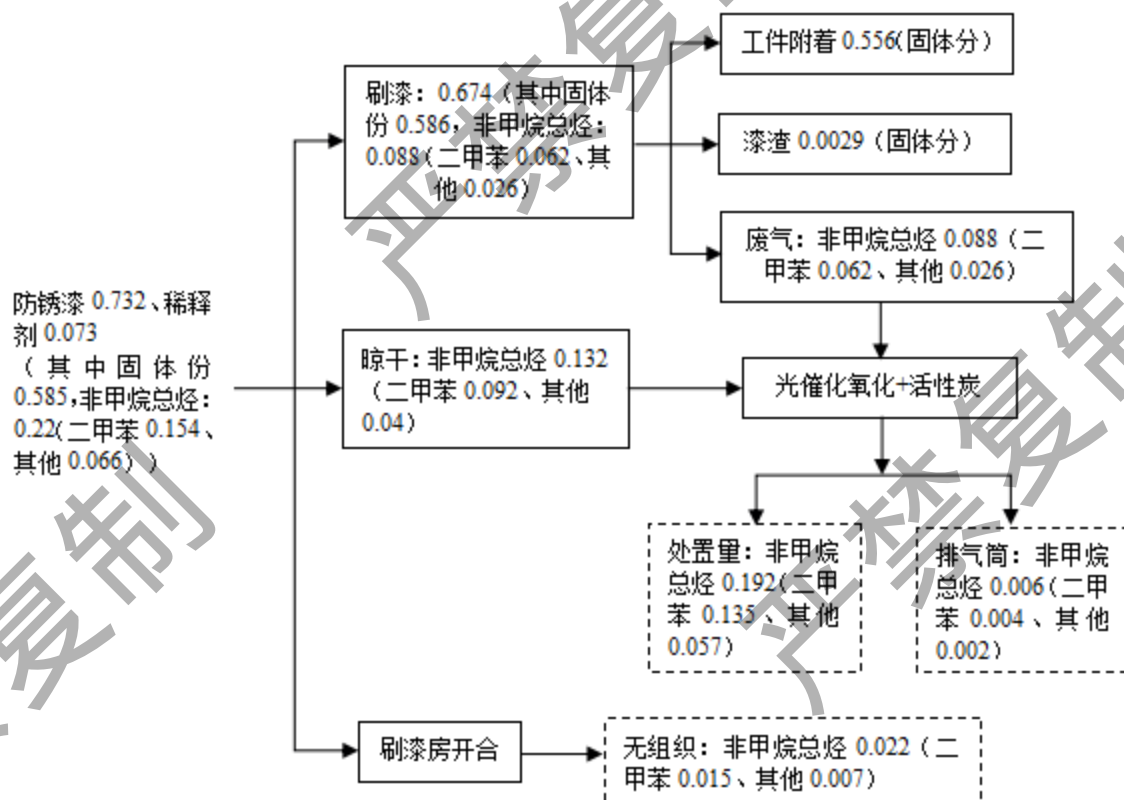 防锈漆 0.732、稀释
剂 0.073
（其中固体份
0.585,非甲烷总烃：
0.22(二甲苯 0.154、
其他 0.066））
刷漆：0.674（其中固体
份 0.586，非甲烷总烃：
0.088（二甲苯 0.062、其
他 0.026）
工件附着 0.556(固体分）
漆渣 0.0029（固体分）
废气：非甲烷总烃 0.088（二
甲苯 0.062、其他 0.026）
晾干：非甲烷总烃 0.132
（二甲苯 0.092、其他
0.04）
光催化氧化+活性炭
处置量：非甲烷
总烃 0.192(二甲
苯 0.135、其他
0.057）
排气筒：非甲烷
总烃 0.006(二甲
苯 0.004、其他
0.002）
刷漆房开合
无组织：非甲烷总烃 0.022（二
甲苯 0.015、其他 0.007）
严禁复
严禁复制
复制